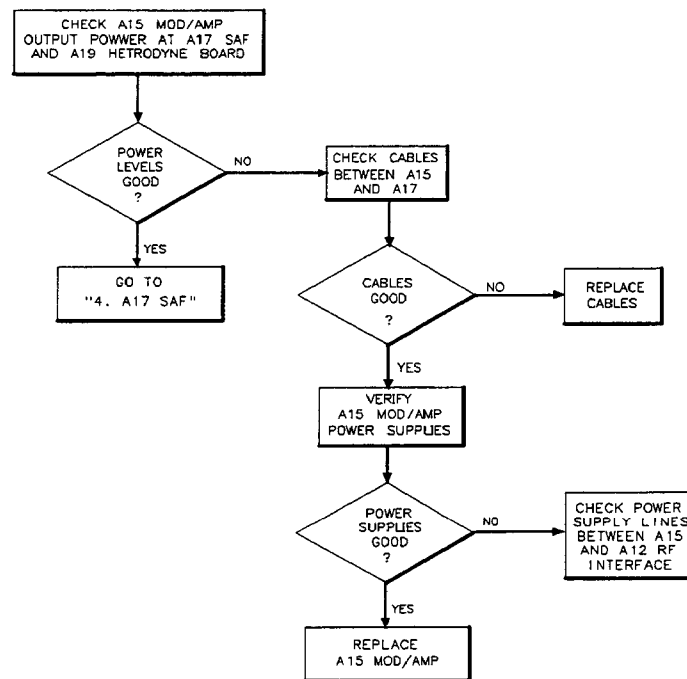 CHECK A15 MOD/AMP
OUTPUT POWWER AT A17 SAF
AND A19 HETRODYNE BOARD
POWER
LEVELS
GOOD
?
NO
YES
GO TO
"4. A17 SAF"
CHECK CABLES
BETWEEN A15
AND A17
CABLES
GOOD
?
NO
REPLACE
CABLES
YES
VERIFY
A15 MOD/AMP
POWER SUPPLIES
POWER
SUPPLIES
GOOD
?
NO
CHECK POWER
SUPPLY LINES
BETWEEN A15
AND A12 RF
INTERFACE
YES
REPLACE
A15 MOD/AMP